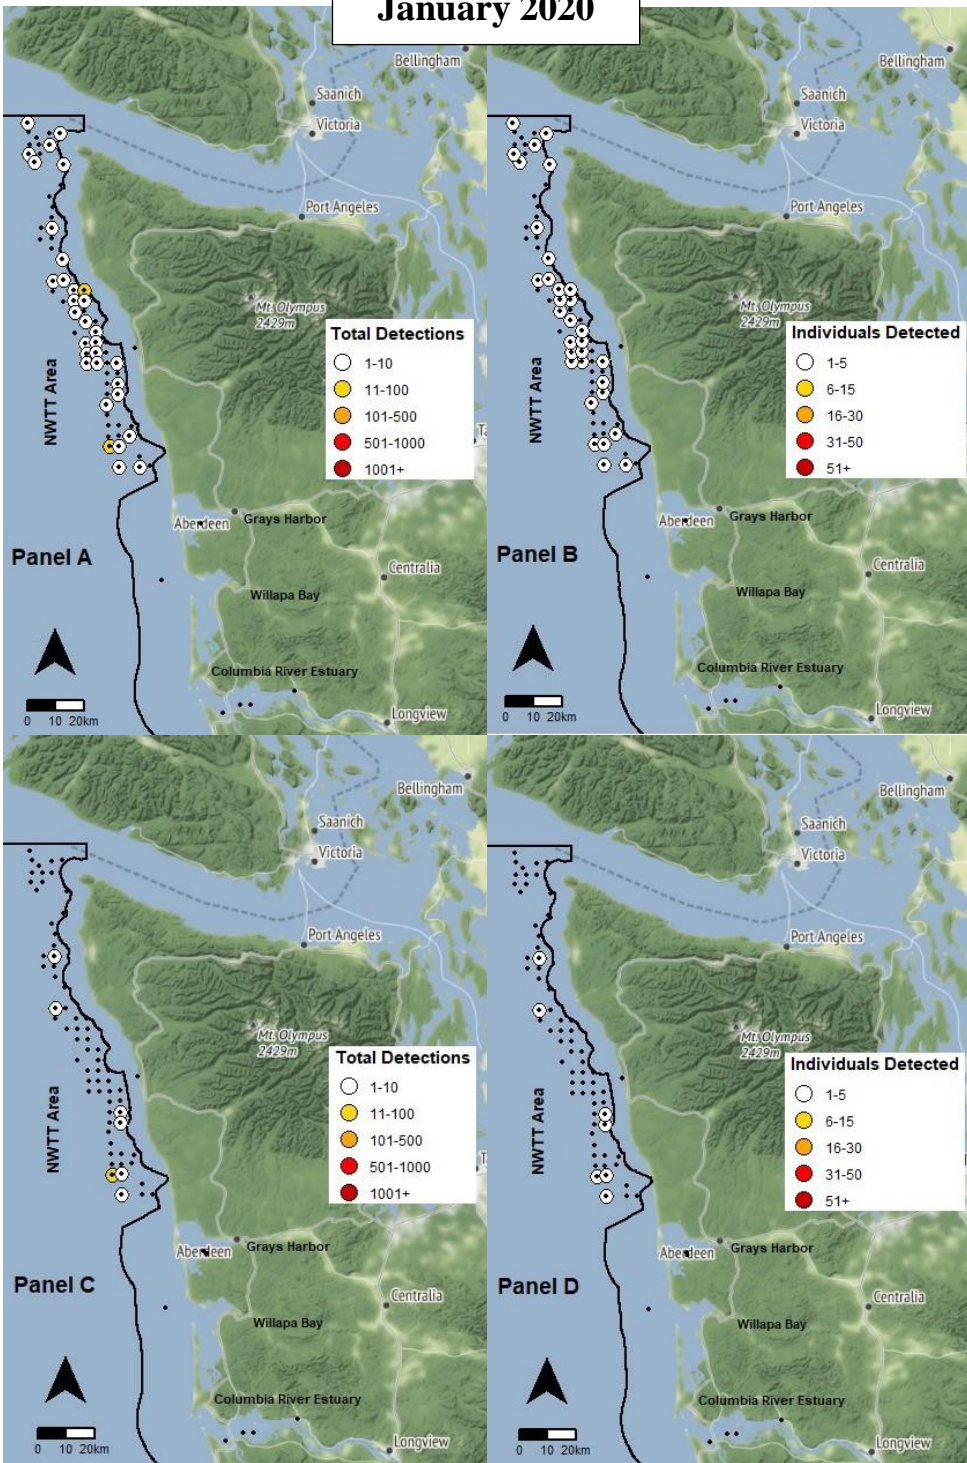 January 2020
Bellingham
Saanich
Victoria
Port Angeles
Mt. Olympus
2429m
Total Detections
1-10
11-100
101-500
501-1000
1001+
NWTT Area
Aberdeen
Grays Harbor
Panel A
Centralia
Willapa Bay
Columbia River Estuary
Longview
0 10 20km
Bellingham
Saanich
Victoria
Port Angeles
Mt. Olympus
2429m
Individuals Detected
1-5
6-15
16-30
31-50
51+
NWTT Area
Aberdeen
Grays Harbor
Panel B
Centralia
Willapa Bay
Columbia River Estuary
Longview
0 10 20km
Bellingham
Saanich
Victoria
Port Angeles
Mt. Olympus
2429m
Total Detections
1-10
11-100
101-500
501-1000
1001+
NWTT Area
Aberdeen
Grays Harbor
Panel C
Centralia
Willapa Bay
Columbia River Estuary
Longview
0 10 20km
Bellingham
Saanich
Victoria
Port Angeles
Mt. Olympus
2429m
Individuals Detected
1-5
6-15
16-30
31-50
51+
NWTT Area
Aberdeen
Grays Harbor
Panel D
Centralia
Willapa Bay
Columbia River Estuary
Longview
0 10 20km